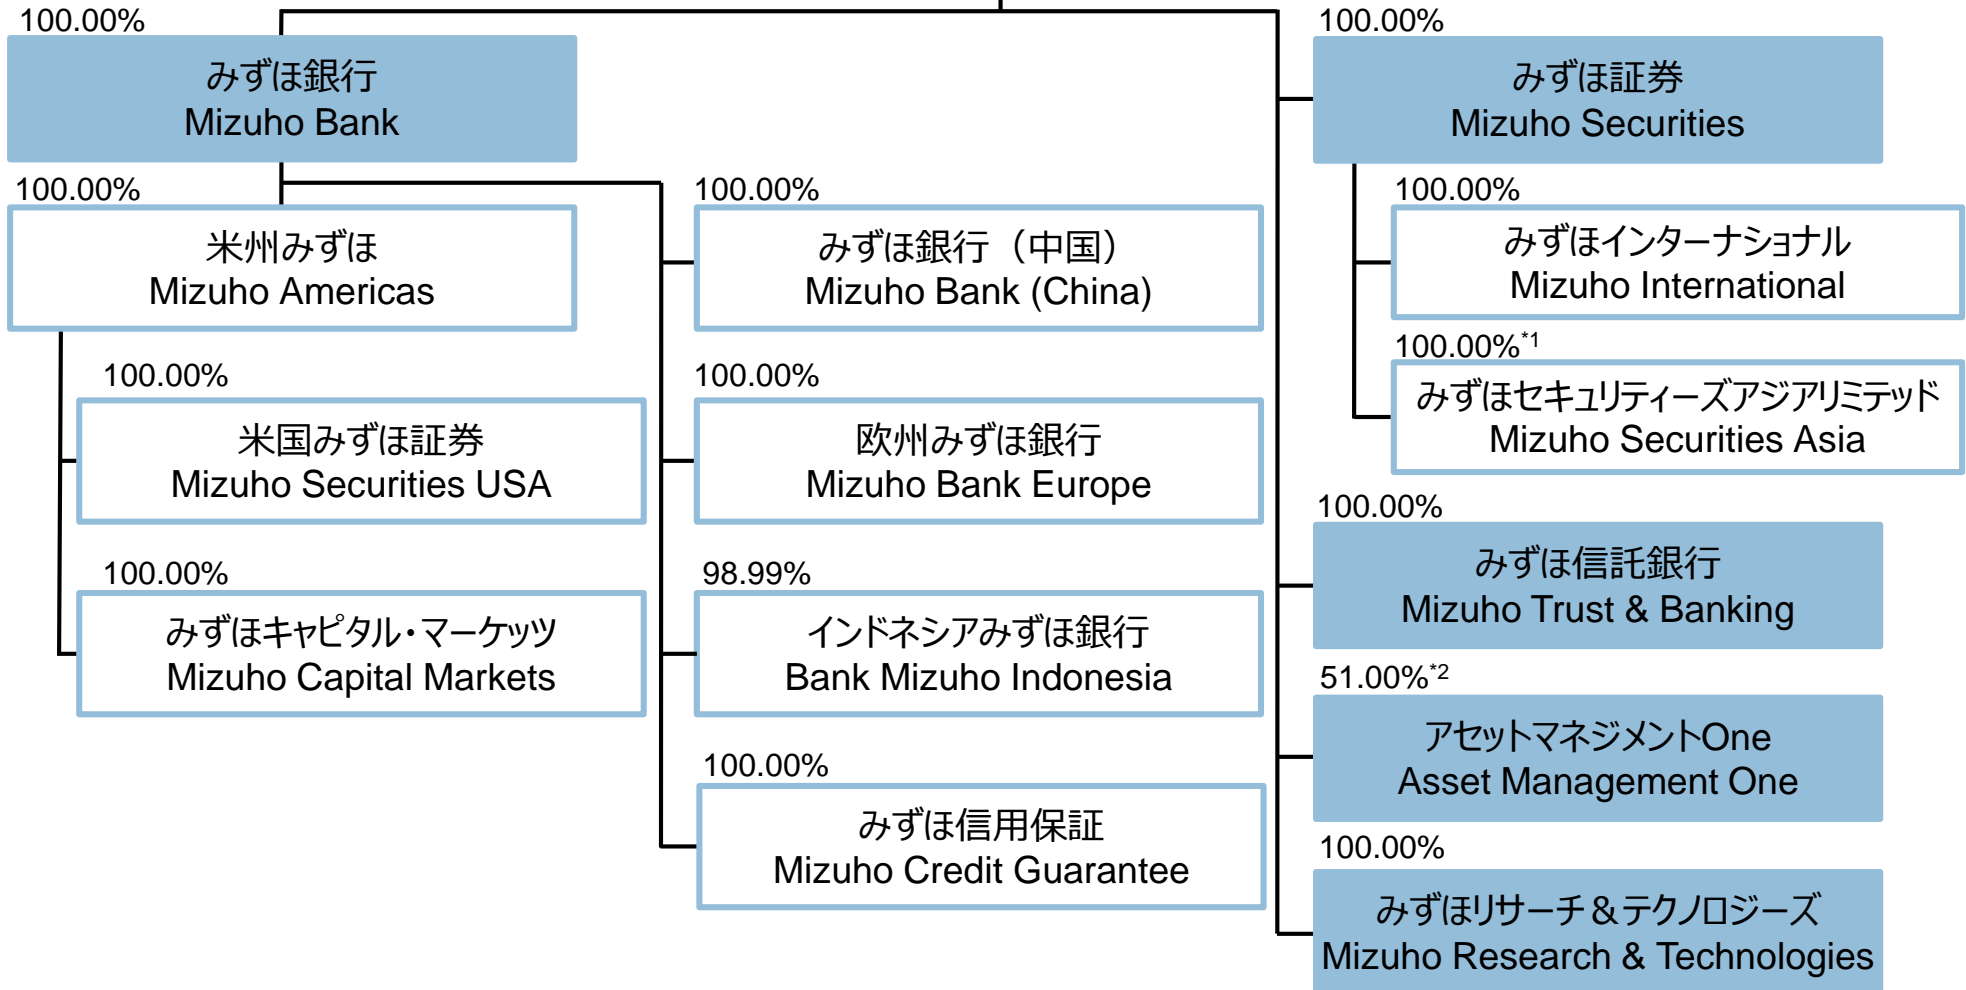 100.00%
みずほ銀行
Mizuho Bank
100.00%
米州みずほ
Mizuho Americas
100.00%
米国みずほ証券
Mizuho Securities USA
100.00%
みずほキャピタル・マーケッツ
Mizuho Capital Markets
100.00%
みずほ銀行（中国）
Mizuho Bank (China)
100.00%
欧州みずほ銀行
Mizuho Bank Europe
98.99%
インドネシアみずほ銀行
Bank Mizuho Indonesia
100.00%
みずほ信用保証
Mizuho Credit Guarantee
100.00%
みずほ証券
Mizuho Securities
100.00%
みずほインターナショナル
Mizuho International
100.00%*1
みずほセキュリティーズアジアリミテッド
Mizuho Securities Asia
100.00%
みずほ信託銀行
Mizuho Trust & Banking
51.00%*2
アセットマネジメントOne
Asset Management One
100.00%
みずほリサーチ＆テクノロジーズ
Mizuho Research & Technologies